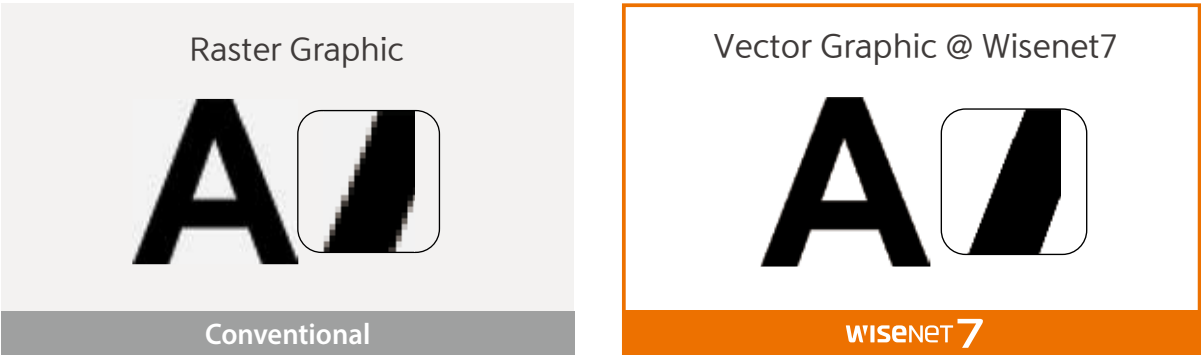 Raster Graphic
A
Conventional
Vector Graphic @ Wisenet7
A
WISENET 7